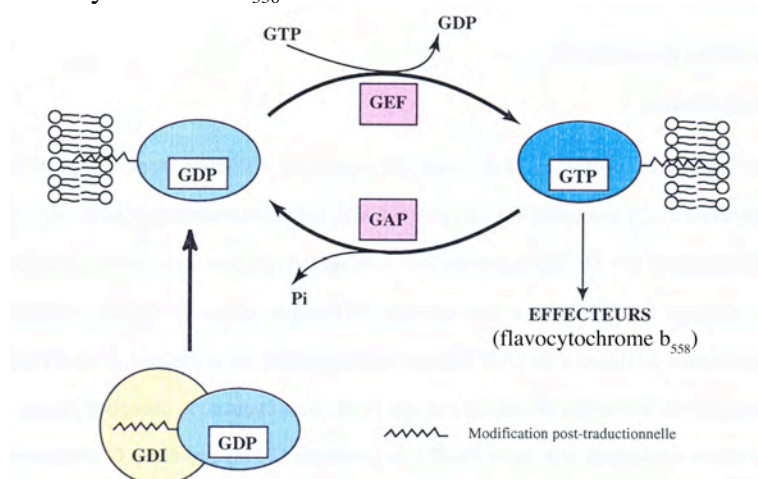 GTP
GDP
GEF
GDP
GTP
GAP
Pi
EFFECTEURS
(flavocytochrome b558)
GDI
GDP
Modification post-traductionnelle